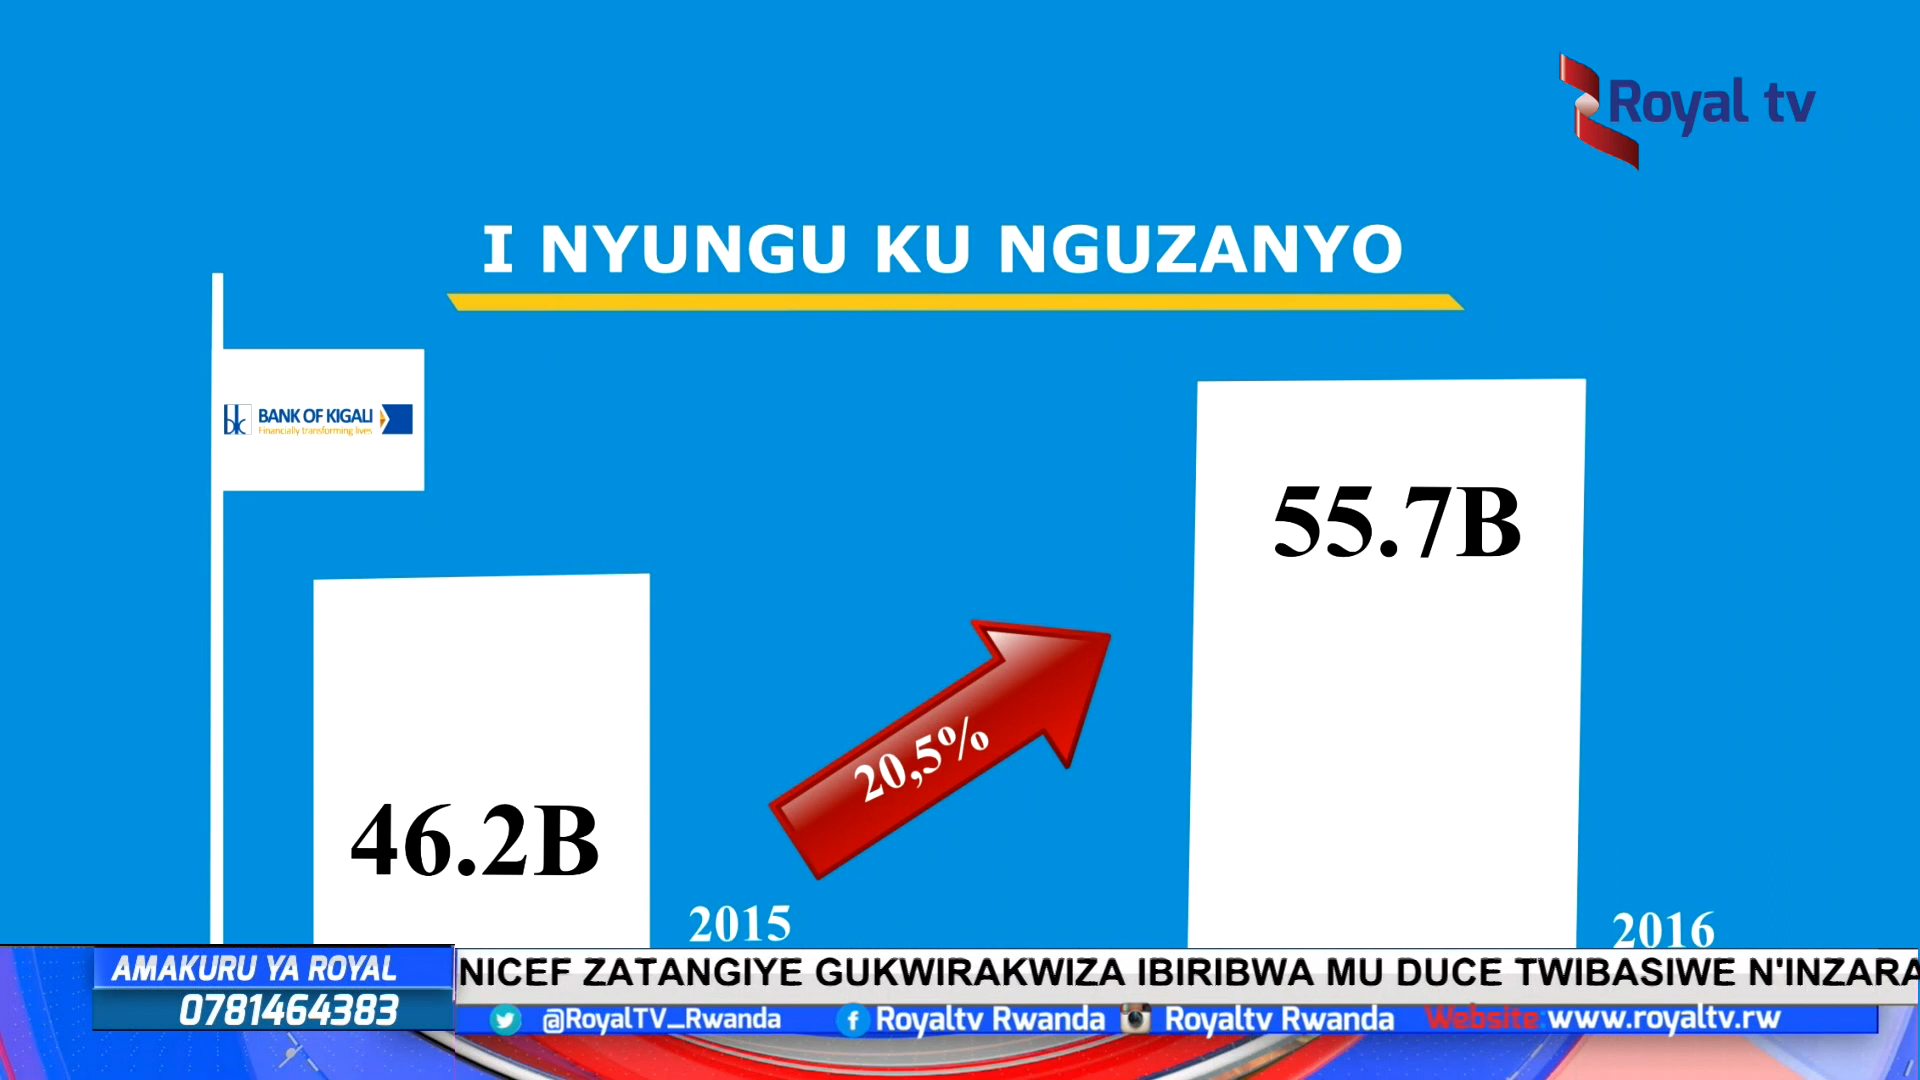 Royal tv
I NYUNGU KU NGUZANYO
bk BANK OF KIGALI
Financially transforming lives
55.7B
20,5%
46.2B
2015
2016
AMAKURU YA ROYAL
NICEF ZATANGIYE GUKWIRAKWIZA IBIRIBWA MU DUCE TWIBASIWE N'INZARA
0781464383
@RoyalTV_Rwanda Royaltv Rwanda Royaltv Rwanda Website:www.royaltv.rw